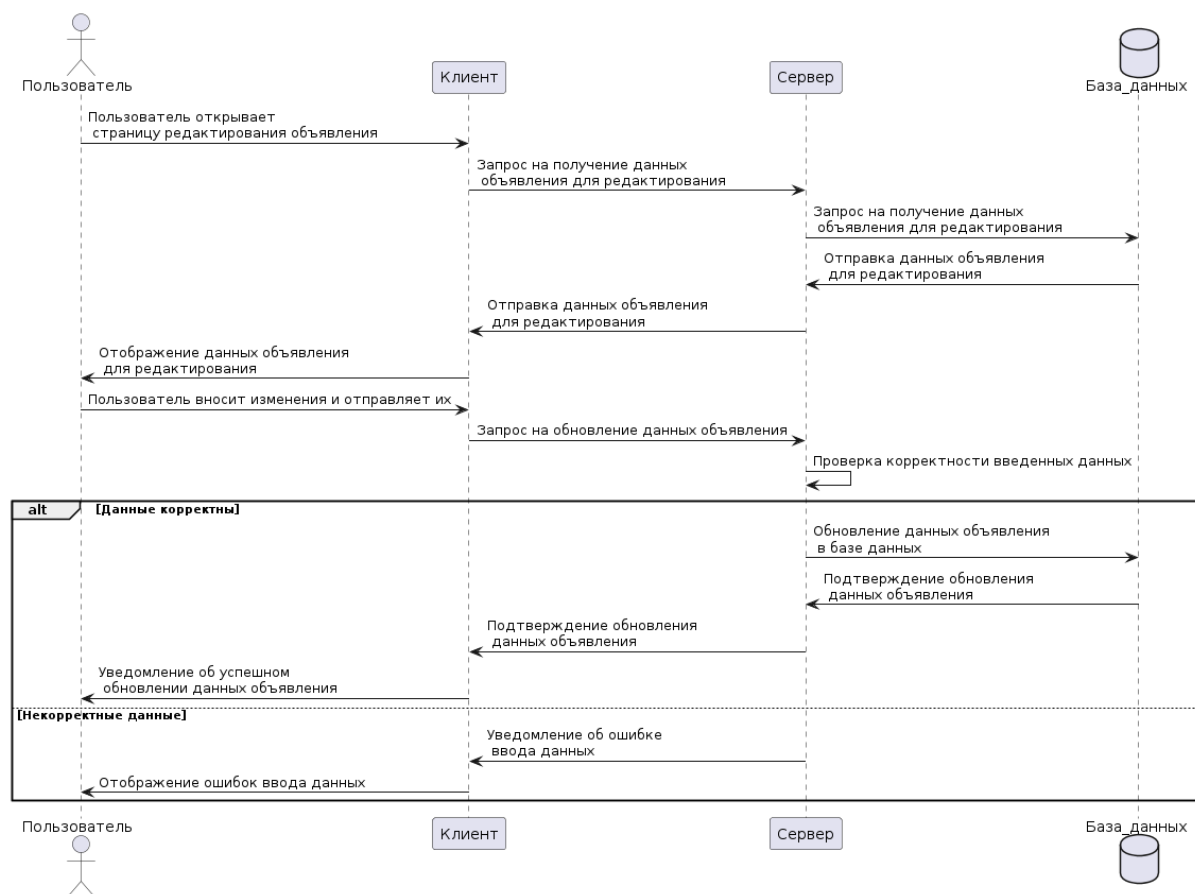 Пользователь
Клиент
Сервер
База_данных
Пользователь открывает
страницу редактирования объявления
Запрос на получение данных
объявления для редактирования
Запрос на получение данных
объявления для редактирования
Отправка данных объявления
для редактирования
Отправка данных объявления
для редактирования
Отображение данных объявления
для редактирования
Пользователь вносит изменения и отправляет их
Запрос на обновление данных объявления
Проверка корректности введенных данных
alt [Данные корректны]
Обновление данных объявления
в базе данных
Подтверждение обновления
данных объявления
Подтверждение обновления
данных объявления
Уведомление об успешном
обновлении данных объявления
[Некорректные данные]
Уведомление об ошибке
ввода данных
Отображение ошибок ввода данных
Пользователь
Клиент
Сервер
База_данных